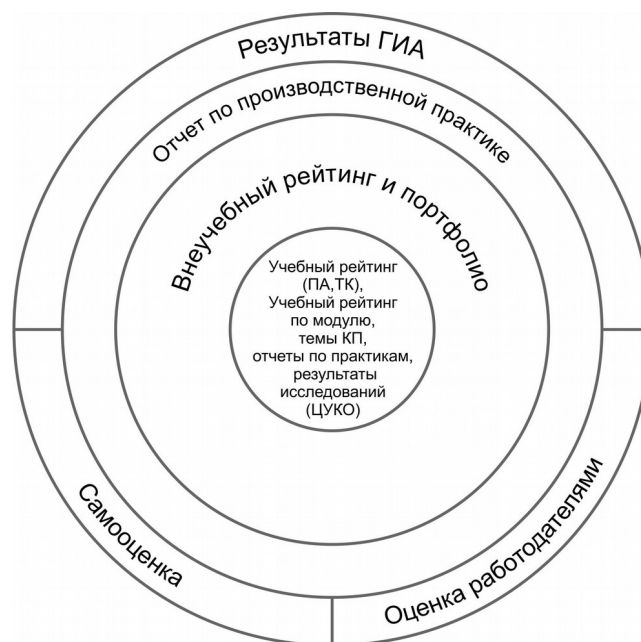 Результаты ГИА
Отчет по производственной практике
Внеучебный рейтинг и портфолио
Учебный рейтинг
(ПА,ТК),
Учебный рейтинг
по модулю,
темы КП,
отчеты по практикам,
результаты
исследований
(ЦУКО)
Самооценка
Оценка работодателями